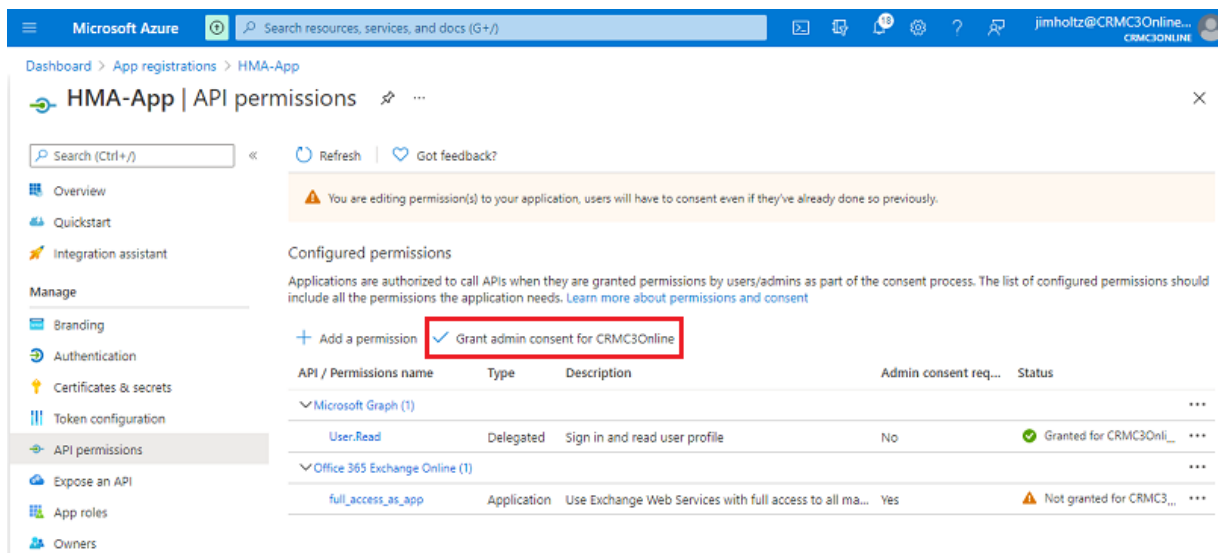 Microsoft Azure
Search resources, services, and docs (G+/)
18
jimholtz@CRMC3Online...
CRMC3ONLINE
Dashboard > App registrations > HMA-App
HMA-App | API permissions
Search (Ctrl+/)
Refresh
Got feedback?
You are editing permission(s) to your application, users will have to consent even if they've already done so previously.
Overview
Quickstart
Integration assistant
Manage
Branding
Authentication
Certificates & secrets
Token configuration
API permissions
Expose an API
App roles
Owners
Configured permissions
Applications are authorized to call APIs when they are granted permissions by users/admins as part of the consent process. The list of configured permissions should
include all the permissions the application needs. Learn more about permissions and consent
Add a permission
Grant admin consent for CRMC3Online
API / Permissions name Type Description Admin consent req... Status
Microsoft Graph (1)
User.Read Delegated Sign in and read user profile No Granted for CRMC3Onli...
Office 365 Exchange Online (1)
full_access_as_app Application Use Exchange Web Services with full access to all ma... Yes Not granted for CRMC3...